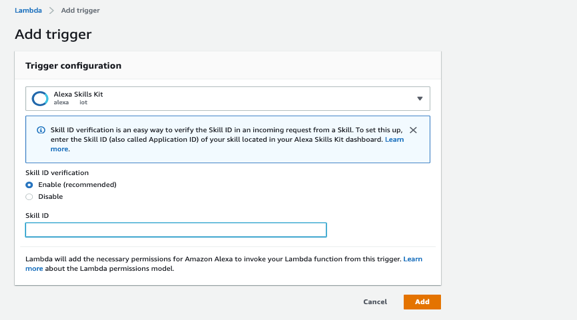 Lambda > Add trigger
Add trigger
Trigger configuration
Alexa Skills Kit
alexa iot
Skill ID verification is an easy way to verify the Skill ID in an incoming request from a Skill. To set this up,
enter the Skill ID (also called Application ID) of your skill located in your Alexa Skills Kit dashboard. Learn
more.
Skill ID verification
Enable (recommended)
Disable
Skill ID
Lambda will add the necessary permissions for Amazon Alexa to invoke your Lambda function from this trigger. Learn
more about the Lambda permissions model.
Cancel Add